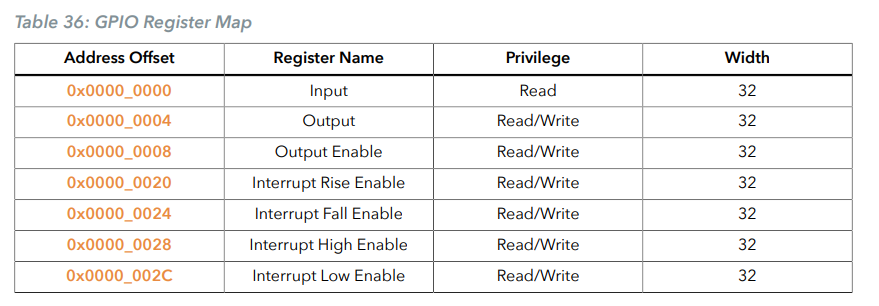 Table 36: GPIO Register Map
Address Offset Register Name Privilege Width
0x0000_0000 Input Read 32
0x0000_0004 Output Read/Write 32
0x0000_0008 Output Enable Read/Write 32
0x0000_0020 Interrupt Rise Enable Read/Write 32
0x0000_0024 Interrupt Fall Enable Read/Write 32
0x0000_0028 Interrupt High Enable Read/Write 32
0x0000_002C Interrupt Low Enable Read/Write 32